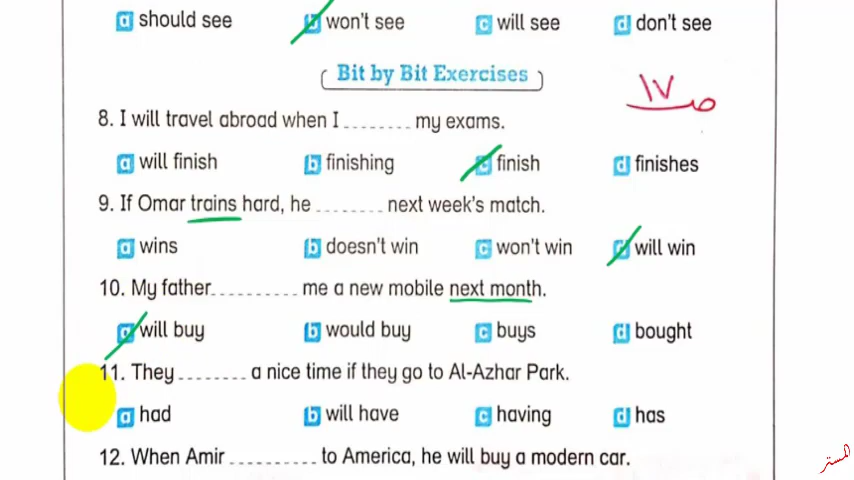 a should see b won't see c will see d don't see
Bit by Bit Exercises
ص ١٧
8. I will travel abroad when I ........ my exams.
a will finish b finishing c finish d finishes
9. If Omar trains hard, he ........ next week's match.
a wins b doesn't win c won't win d will win
10. My father.......... me a new mobile next month.
a will buy b would buy c buys d bought
11. They ........ a nice time if they go to Al-Azhar Park.
a had b will have c having d has
12. When Amir .......... to America, he will buy a modern car.
المستر